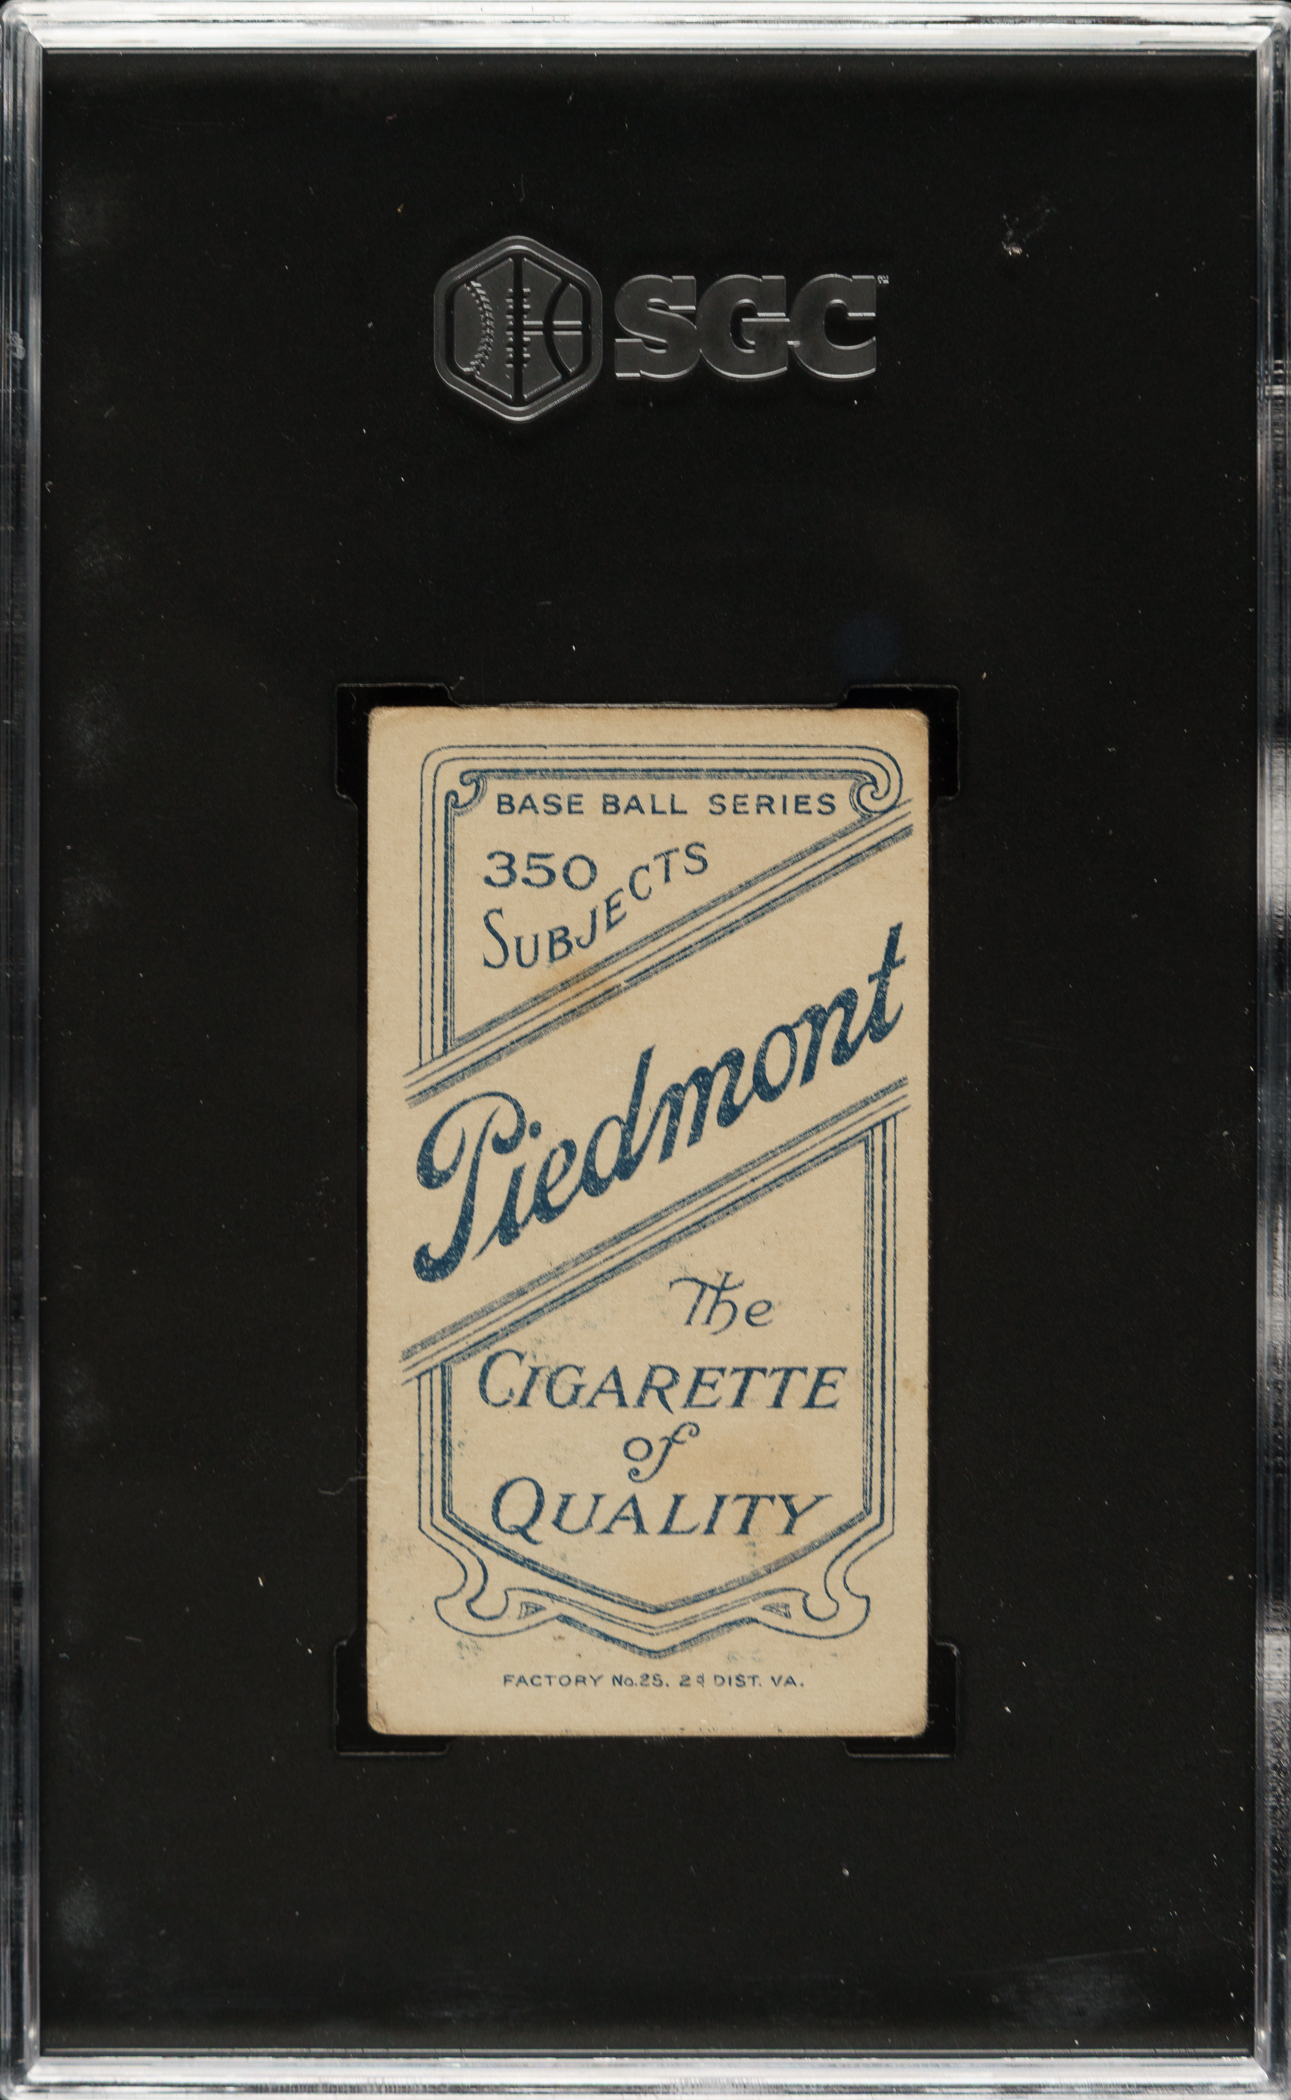 SGC
BASE BALL SERIES
350
SUBJECTS
Piedmont
The
CIGARETTE
of
QUALITY
FACTORY No. 25. 2d DIST. VA.